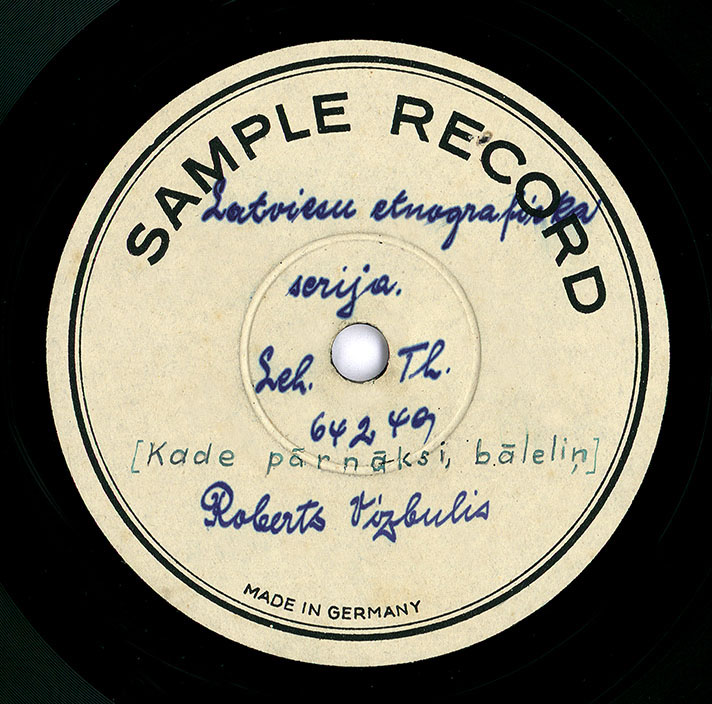 SAMPLE RECORD
Latviešu etnografiska
serija.
Leh. Th.
64249
[Kade pārnāksi, bāleliņ]
Roberts Vizbulis
MADE IN GERMANY